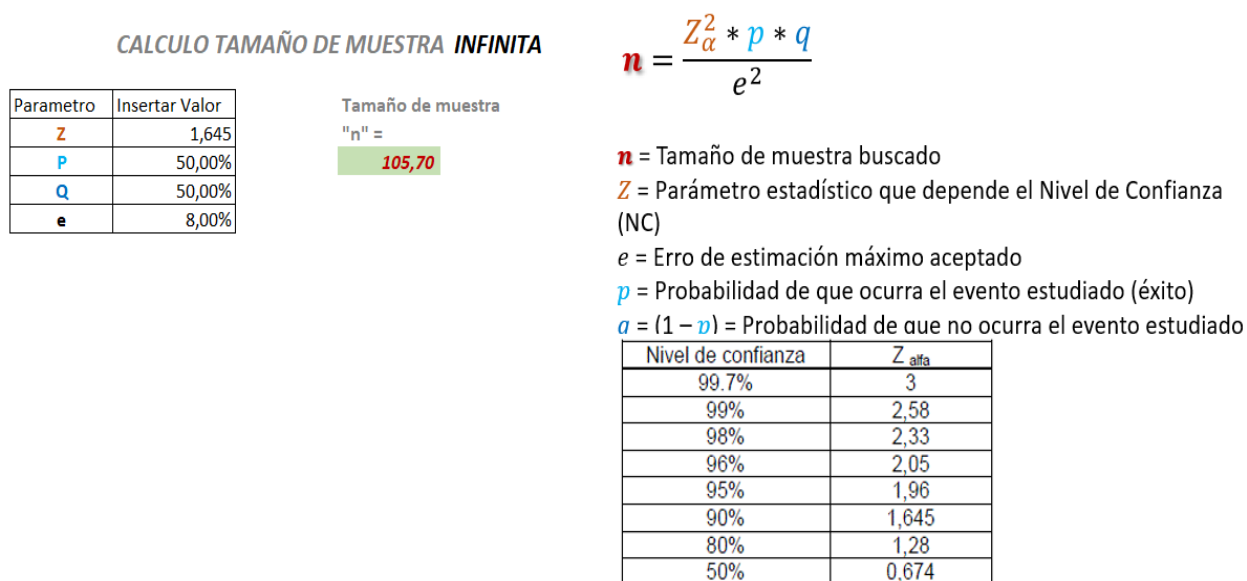 CALCULO TAMAÑO DE MUESTRA INFINITA
Parametro Insertar Valor
Z 1,645
P 50,00%
Q 50,00%
e 8,00%
Tamaño de muestra
"n" =
105,70
n = Z²α * p * q / e²
n = Tamaño de muestra buscado
Z = Parámetro estadístico que depende el Nivel de Confianza
(NC)
e = Erro de estimación máximo aceptado
p = Probabilidad de que ocurra el evento estudiado (éxito)
q = (1 – p) = Probabilidad de que no ocurra el evento estudiado
Nivel de confianza Z alfa
99.7% 3
99% 2,58
98% 2,33
96% 2,05
95% 1,96
90% 1,645
80% 1,28
50% 0,674